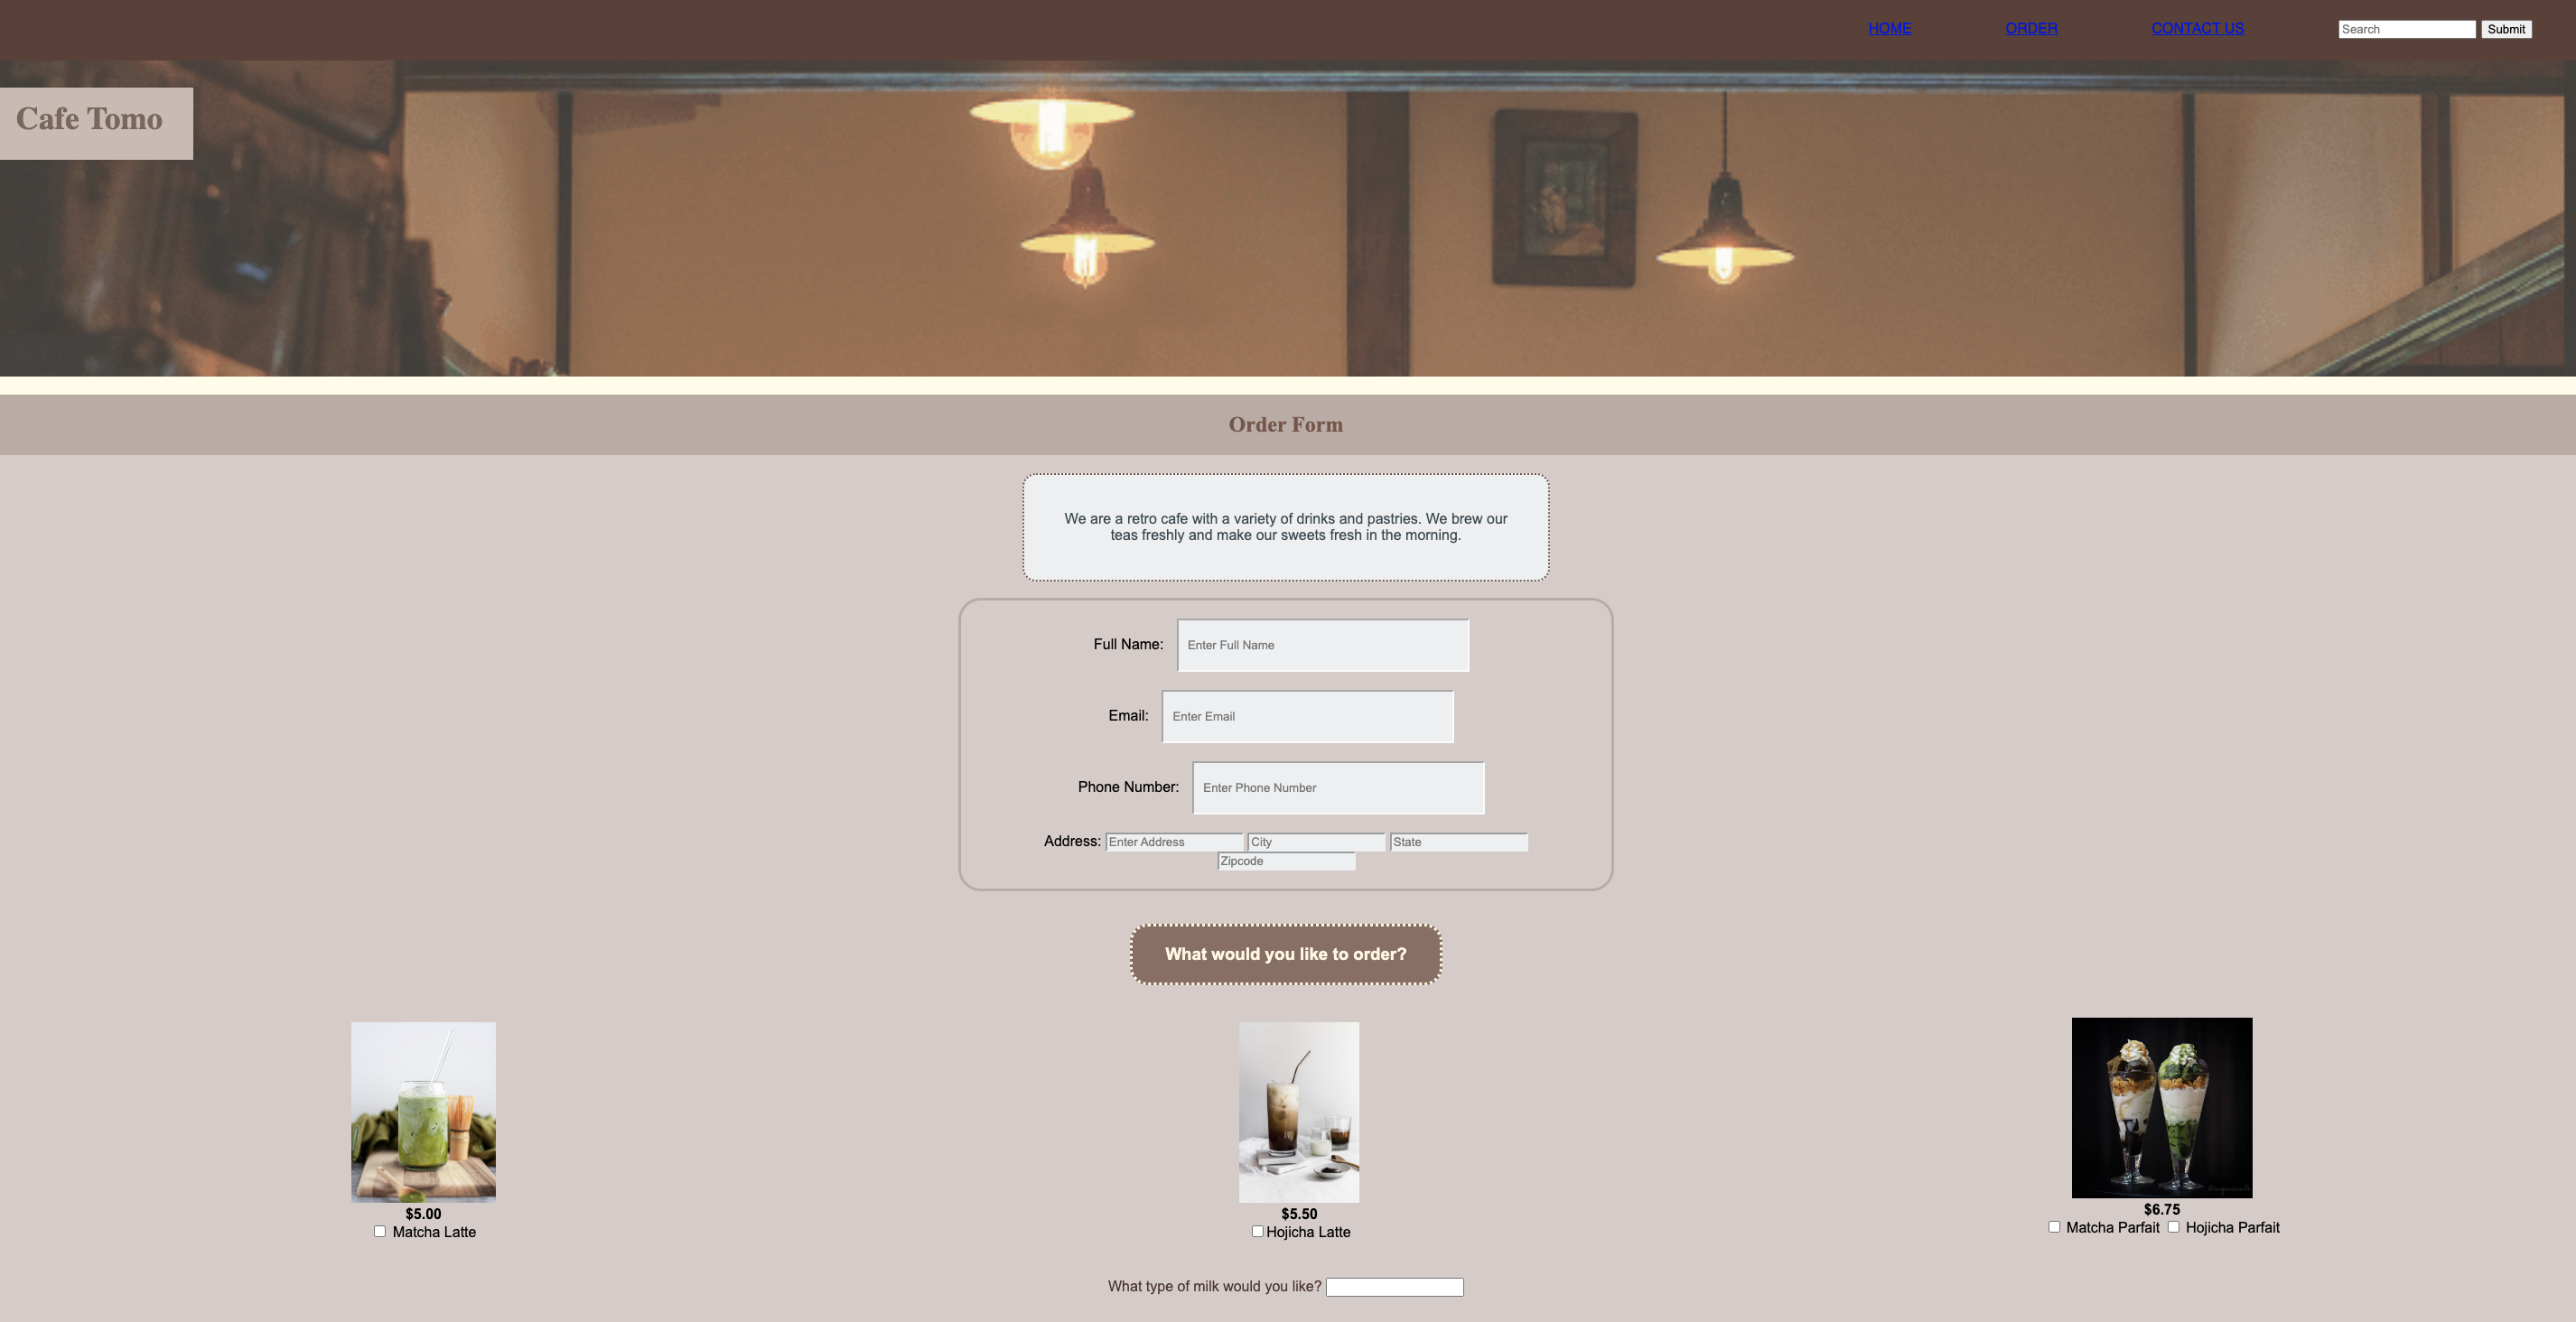 HOME ORDER CONTACT US Search Submit
Cafe Tomo
Order Form
We are a retro cafe with a variety of drinks and pastries. We brew our
teas freshly and make our sweets fresh in the morning.
Full Name: Enter Full Name
Email: Enter Email
Phone Number: Enter Phone Number
Address: Enter Address City State
Zipcode
What would you like to order?
$5.00
Matcha Latte
$5.50
Hojicha Latte
$6.75
Matcha Parfait Hojicha Parfait
What type of milk would you like?